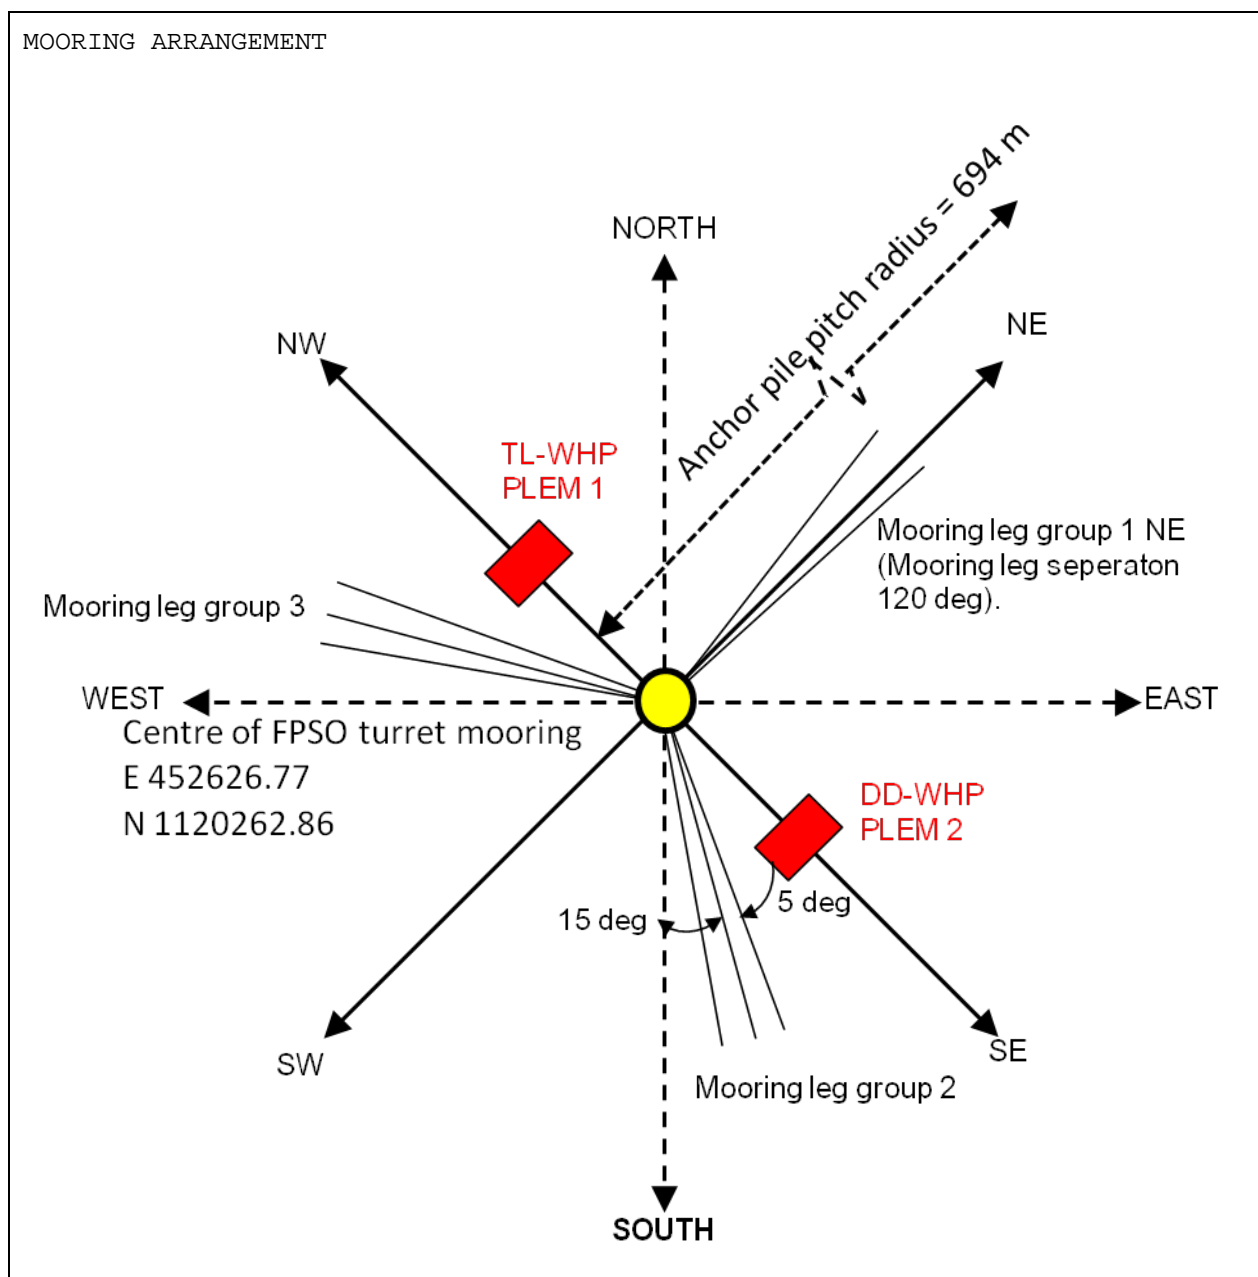 MOORING ARRANGEMENT
Anchor pile pitch radius = 694 m
NORTH
NE
NW
TL-WHP
PLEM 1
Mooring leg group 1 NE
(Mooring leg seperaton
120 deg).
Mooring leg group 3
WEST
EAST
Centre of FPSO turret mooring
E 452626.77
N 1120262.86
DD-WHP
PLEM 2
5 deg
15 deg
SW
SE
Mooring leg group 2
SOUTH